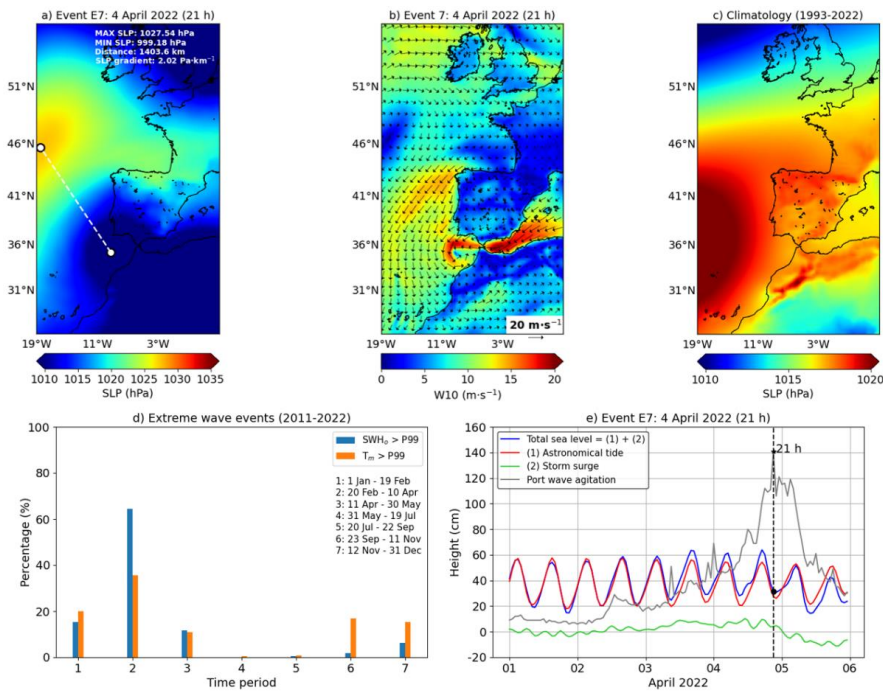 a) Event E7: 4 April 2022 (21 h)
MAX SLP: 1027.54 hPa
MIN SLP: 999.18 hPa
Distance: 1403.6 km
SLP gradient: 2.02 Pa·km⁻¹
51°N
46°N
41°N
36°N
31°N
19°W 11°W 3°W
1010 1015 1020 1025 1030 1035
SLP (hPa)
b) Event 7: 4 April 2022 (21 h)
51°N
46°N
41°N
36°N
31°N
20 m·s⁻¹
19°W 11°W 3°W
0 5 10 15 20
W10 (m·s⁻¹)
c) Climatology (1993-2022)
51°N
46°N
41°N
36°N
31°N
19°W 11°W 3°W
1010 1015 1020
SLP (hPa)
d) Extreme wave events (2011-2022)
SWHₒ > P99
Tₘ > P99
1: 1 Jan - 19 Feb
2: 20 Feb - 10 Apr
3: 11 Apr - 30 May
4: 31 May - 19 Jul
5: 20 Jul - 22 Sep
6: 23 Sep - 11 Nov
7: 12 Nov - 31 Dec
Percentage (%)
100
80
60
40
20
0
1 2 3 4 5 6 7
Time period
e) Event E7: 4 April 2022 (21 h)
Total sea level = (1) + (2)
(1) Astronomical tide
(2) Storm surge
Port wave agitation
21 h
Height (cm)
160
140
120
100
80
60
40
20
0
-20
01 02 03 04 05 06
April 2022